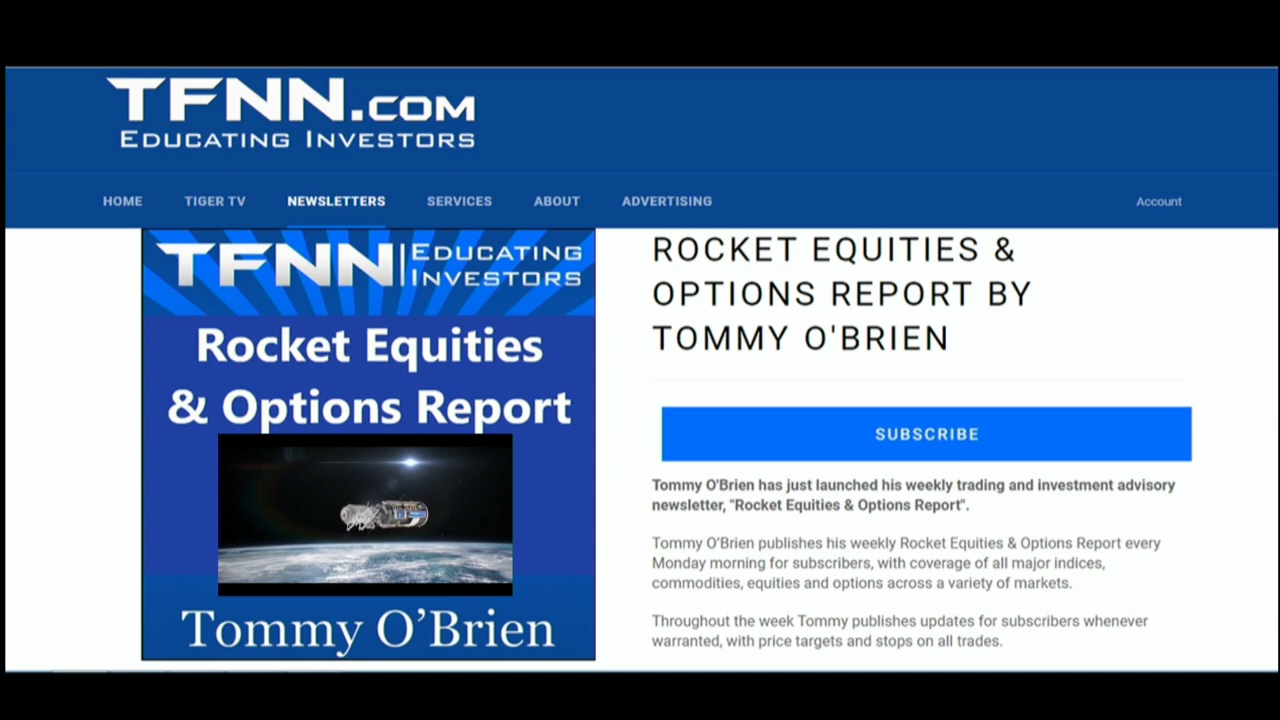 TFNN.COM
EDUCATING INVESTORS
HOME TIGER TV NEWSLETTERS SERVICES ABOUT ADVERTISING Account
TFNN | EDUCATING
INVESTORS
Rocket Equities
& Options Report
Tommy O’Brien
ROCKET EQUITIES &
OPTIONS REPORT BY
TOMMY O'BRIEN
SUBSCRIBE
Tommy O'Brien has just launched his weekly trading and investment advisory
newsletter, "Rocket Equities & Options Report".
Tommy O’Brien publishes his weekly Rocket Equities & Options Report every
Monday morning for subscribers, with coverage of all major indices,
commodities, equities and options across a variety of markets.
Throughout the week Tommy publishes updates for subscribers whenever
warranted, with price targets and stops on all trades.